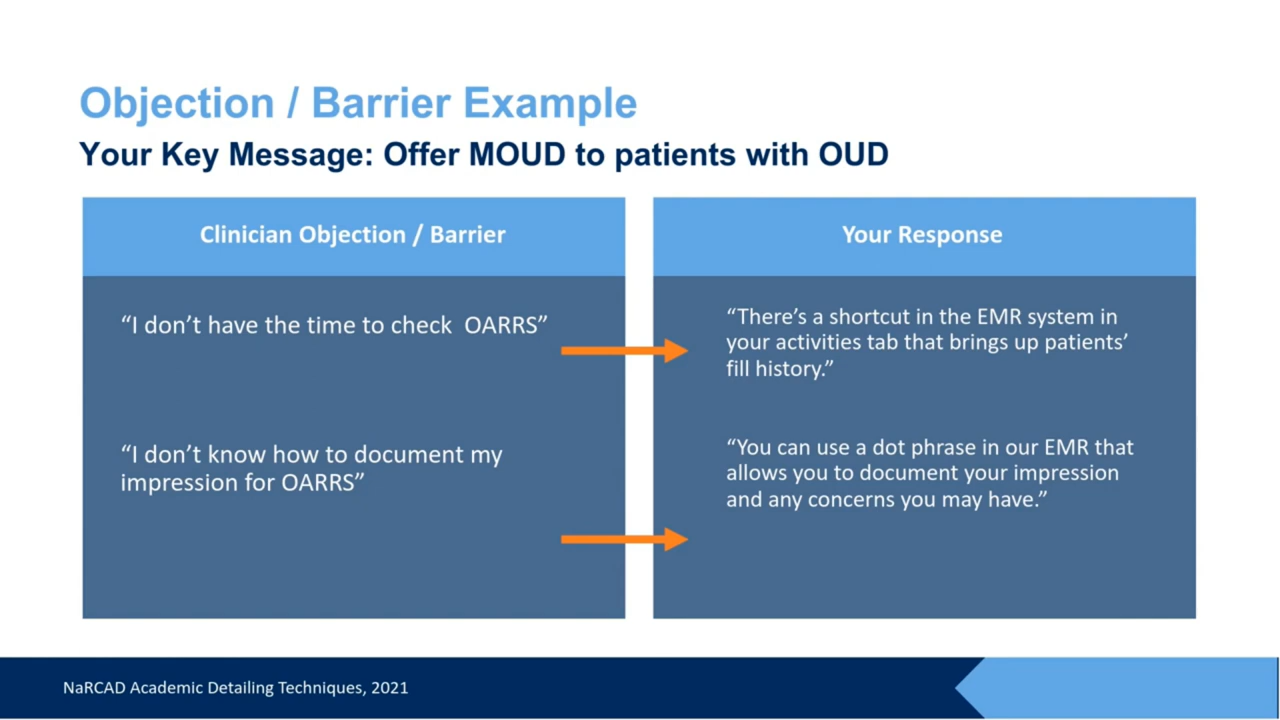 Objection / Barrier Example
Your Key Message: Offer MOUD to patients with OUD
Clinician Objection / Barrier
Your Response
“I don’t have the time to check  OARRS”
“There’s a shortcut in the EMR system in
your activities tab that brings up patients’
fill history.”
“I don’t know how to document my
impression for OARRS”
“You can use a dot phrase in our EMR that
allows you to document your impression
and any concerns you may have.”
NaRCAD Academic Detailing Techniques, 2021